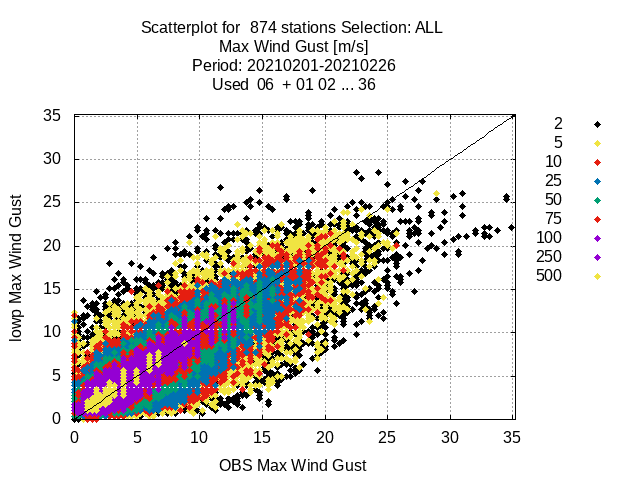 Scatterplot for  874 stations Selection: ALL
Max Wind Gust [m/s]
Period: 20210201-20210226
Used  06  + 01 02 ... 36
35
30
25
20
15
10
5
0
Iowp Max Wind Gust
0 5 10 15 20 25 30 35
OBS Max Wind Gust
2
5
10
25
50
75
100
250
500